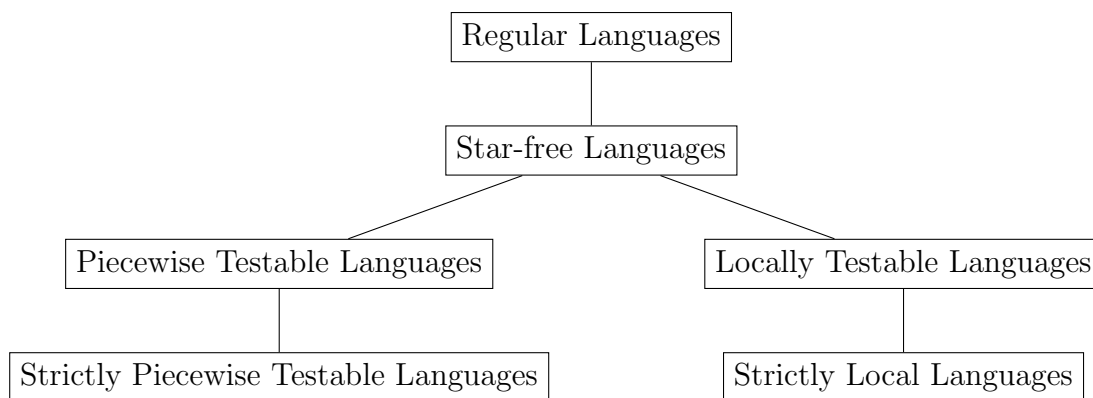 Regular Languages
Star-free Languages
Piecewise Testable Languages
Locally Testable Languages
Strictly Piecewise Testable Languages
Strictly Local Languages